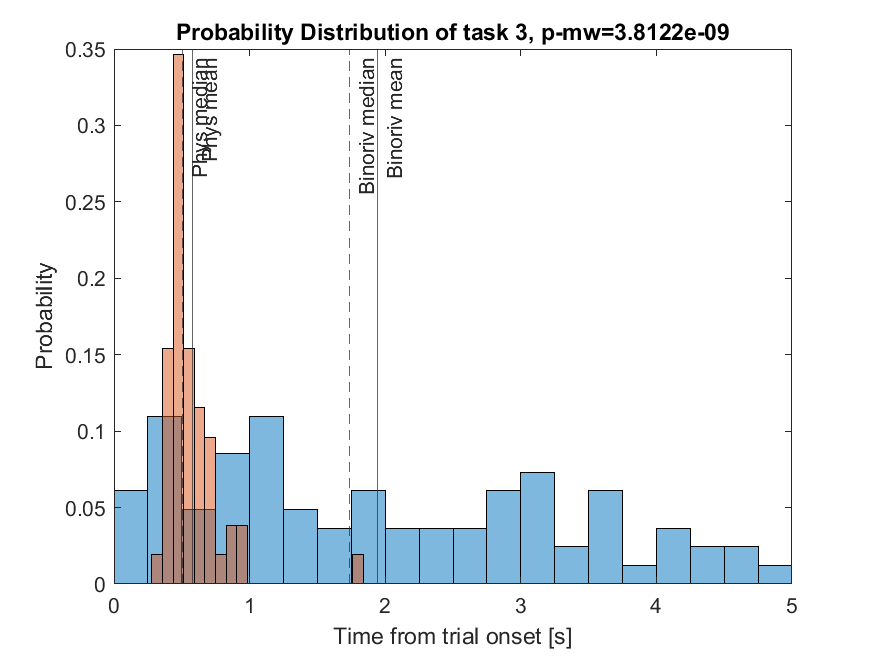 Probability Distribution of task 3, p-mw=3.8122e-09
0.35
0.3
0.25
0.2
0.15
0.1
0.05
0
Probability
Phys median
Phys mean
Binoriv median
Binoriv mean
0 1 2 3 4 5
Time from trial onset [s]